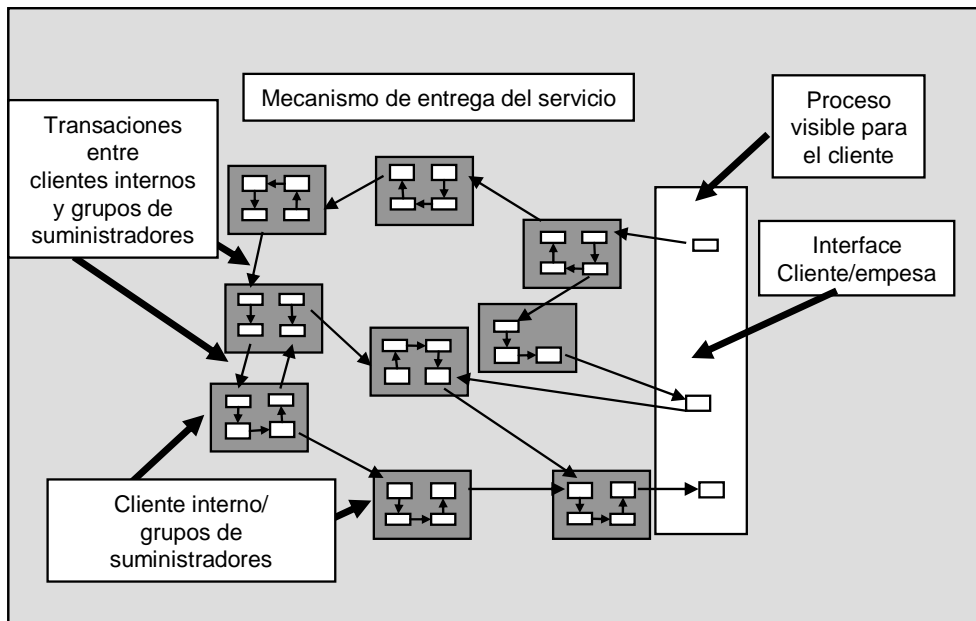 Mecanismo de entrega del servicio
Transaciones
entre
clientes internos
y grupos de
suministradores
Proceso
visible para
el cliente
Interface
Cliente/empesa
Cliente interno/
grupos de
suministradores